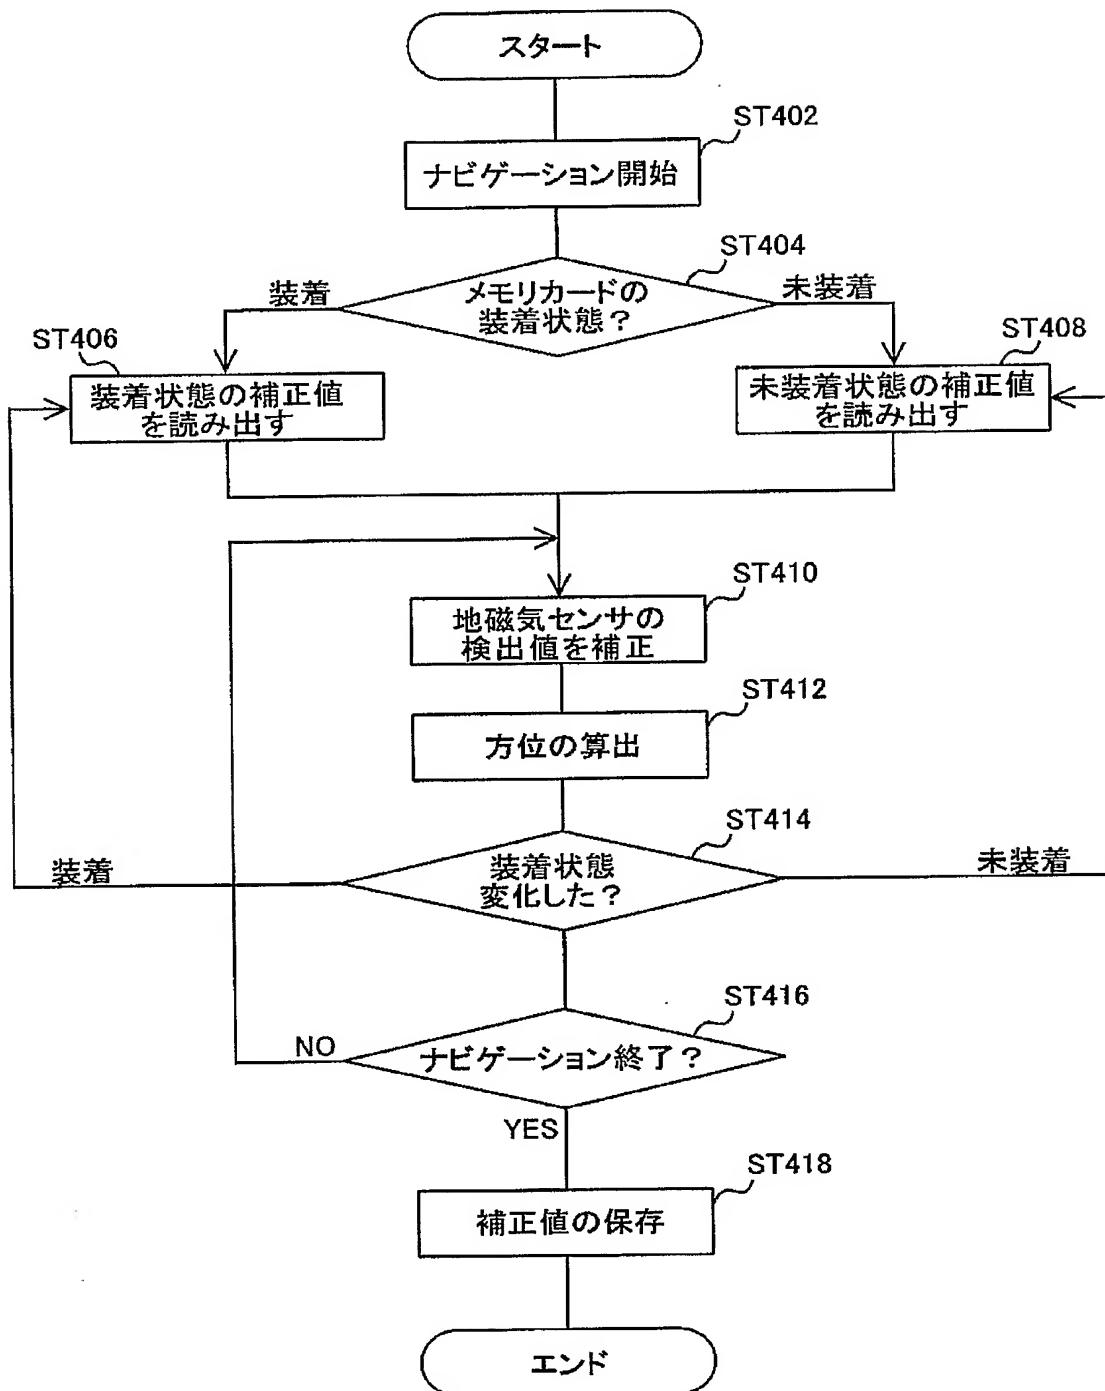 スタート
ST402
ナビゲーション開始
ST404
装着
メモリカードの
装着状態？
未装着
ST406
装着状態の補正値
を読み出す
ST408
未装着状態の補正値
を読み出す
ST410
地磁気センサの
検出値を補正
ST412
方位の算出
ST414
装着
装着状態
変化した？
未装着
ST416
NO
ナビゲーション終了？
YES
ST418
補正値の保存
エンド